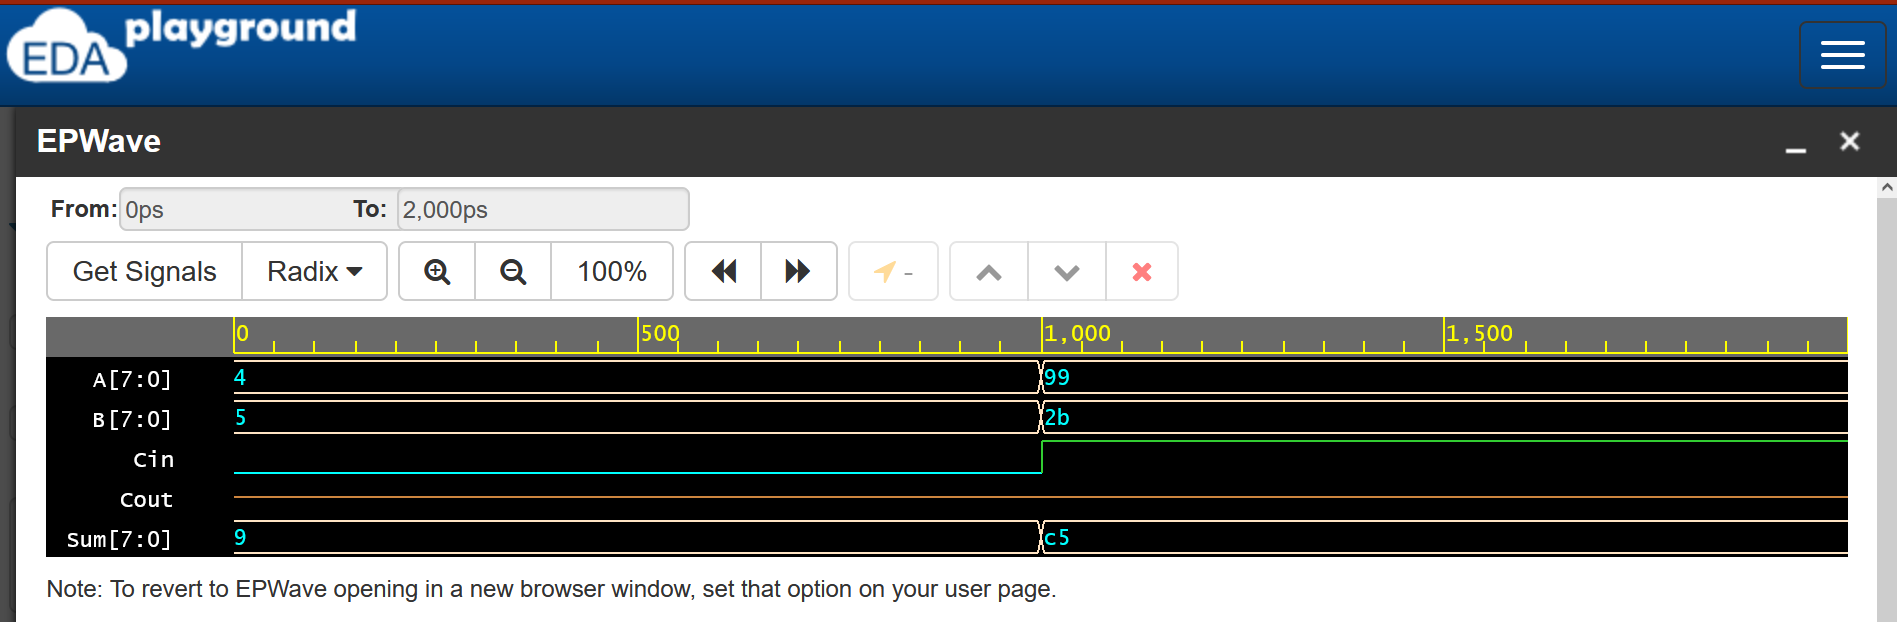 EDA playground
EPWave
From: 0ps To: 2,000ps
Get Signals Radix 100% -
0 500 1,000 1,500
A[7:0] 4 99
B[7:0] 5 2b
Cin
Cout
Sum[7:0] 9 c5
Note: To revert to EPWave opening in a new browser window, set that option on your user page.